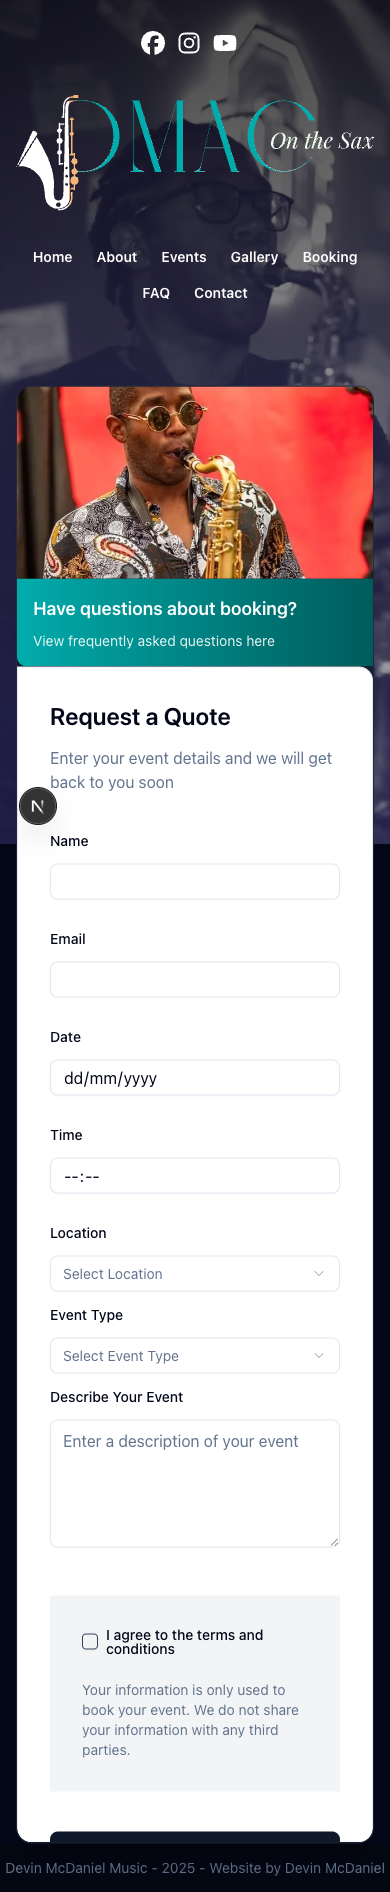 DMAC On the Sax
Home About Events Gallery Booking
FAQ Contact
Have questions about booking?
View frequently asked questions here
Request a Quote
Enter your event details and we will get
back to you soon
N
Name
Email
Date
dd/mm/yyyy
Time
--:--
Location
Select Location
Event Type
Select Event Type
Describe Your Event
Enter a description of your event
I agree to the terms and
conditions
Your information is only used to
book your event. We do not share
your information with any third
parties.
Devin McDaniel Music - 2025 - Website by Devin McDaniel